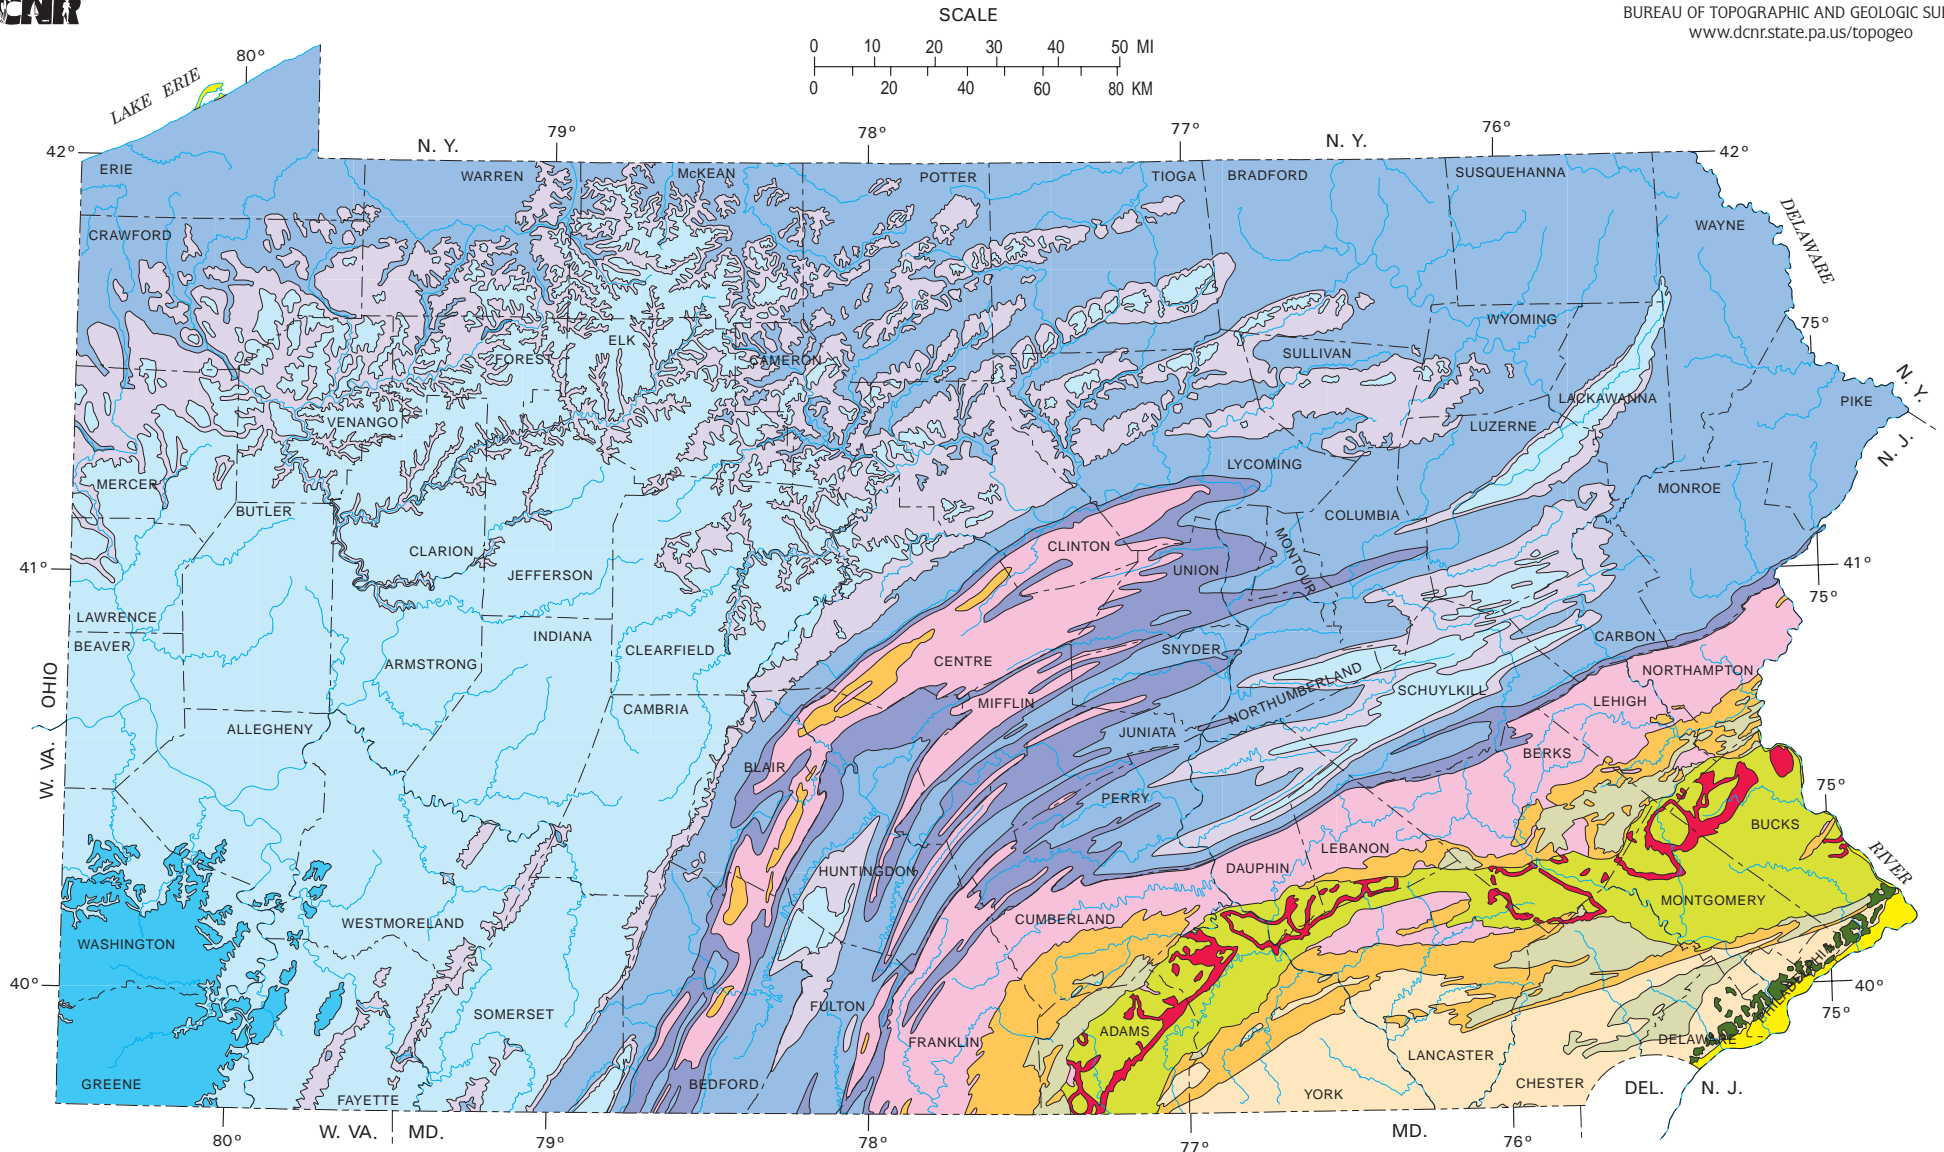 CNR
SCALE
0 10 20 30 40 50 MI
0 20 40 60 80 KM
BUREAU OF TOPOGRAPHIC AND GEOLOGIC SU
www.dcnr.state.pa.us/topogeo
80°
LAKE ERIE
79°
78°
77°
76°
N. Y.
N. Y.
42°
42°
ERIE
WARREN
McKEAN
POTTER
TIOGA
BRADFORD
SUSQUEHANNA
WAYNE
DELAWARE
CRAWFORD
75°
WYOMING
FOREST
ELK
CAMERON
SULLIVAN
LACKAWANNA
PIKE
N. Y.
N. J.
VENANGO
LUZERNE
MERCER
LYCOMING
MONROE
BUTLER
COLUMBIA
CLARION
CLINTON
MONTOUR
41°
41°
JEFFERSON
UNION
75°
LAWRENCE
BEAVER
INDIANA
CLEARFIELD
SNYDER
CARBON
ARMSTRONG
CENTRE
NORTHAMPTON
OHIO
CAMBRIA
MIFFLIN
NORTHUMBERLAND
SCHUYLKILL
LEHIGH
ALLEGHENY
JUNIATA
BERKS
W. VA.
BLAIR
PERRY
75°
BUCKS
RIVER
HUNTINGDON
LEBANON
DAUPHIN
WESTMORELAND
CUMBERLAND
MONTGOMERY
WASHINGTON
PHILADELPHIA
40°
40°
75°
SOMERSET
FULTON
FRANKLIN
ADAMS
DELAWARE
LANCASTER
GREENE
BEDFORD
CHESTER
YORK
DEL.
N. J.
FAYETTE
80°
W. VA.
MD.
79°
78°
77°
MD.
76°